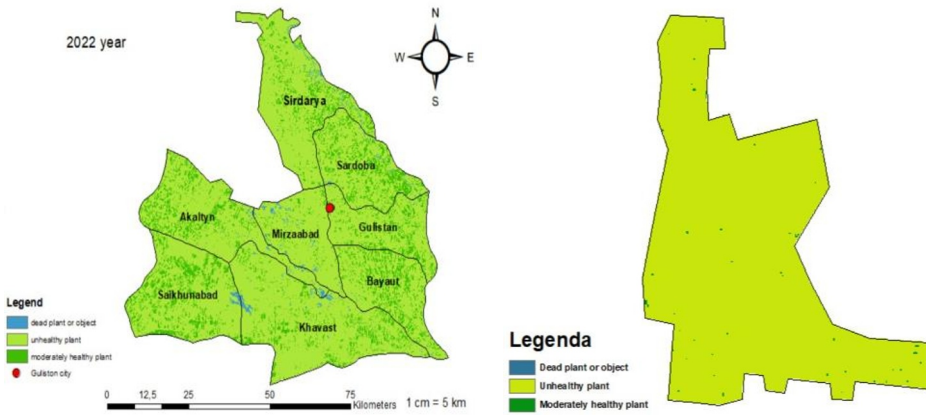 2022 year
N
W
E
S
Sirdarya
Sardoba
Akaltyn
Mirzaabad
Gulistan
Bayaut
Saikhunabad
Khavast
Legend
dead plant or object
unhealthy plant
moderately healthy plant
Guliston city
0 12,5 25 50 75
Kilometers
1 cm = 5 km
Legenda
Dead plant or object
Unhealthy plant
Moderately healthy plant